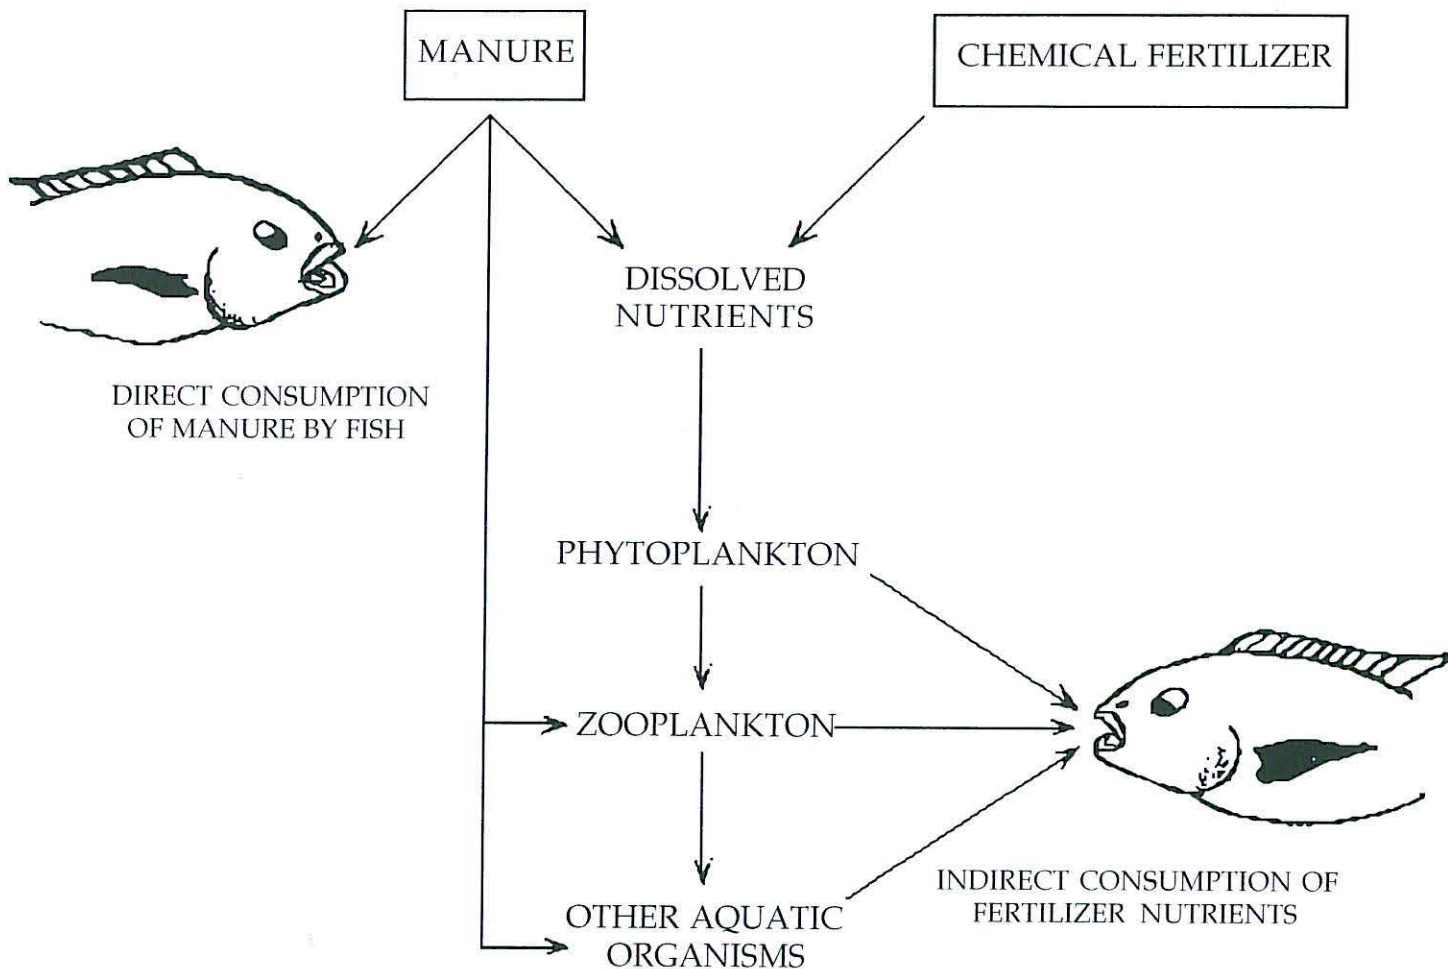 MANURE
CHEMICAL FERTILIZER
DISSOLVED
NUTRIENTS
DIRECT CONSUMPTION
OF MANURE BY FISH
PHYTOPLANKTON
ZOOPLANKTON
OTHER AQUATIC
ORGANISMS
INDIRECT CONSUMPTION OF
FERTILIZER NUTRIENTS